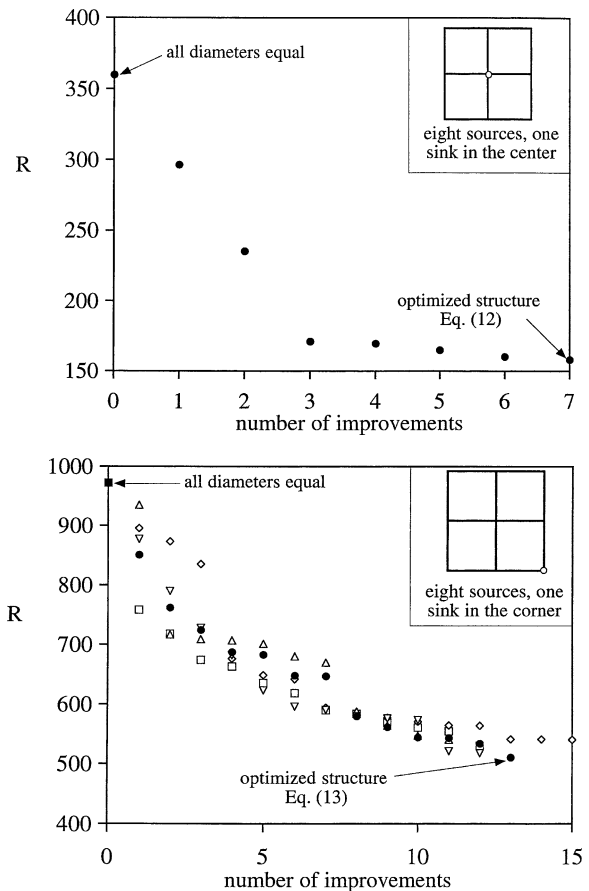 400
all diameters equal
350
eight sources, one
sink in the center
R
300
250
optimized structure
Eq. (12)
200
150
0 1 2 3 4 5 6 7
number of improvements
1000
all diameters equal
900
800
eight sources, one
sink in the corner
R
700
600
500
optimized structure
Eq. (13)
400
0 5 10 15
number of improvements